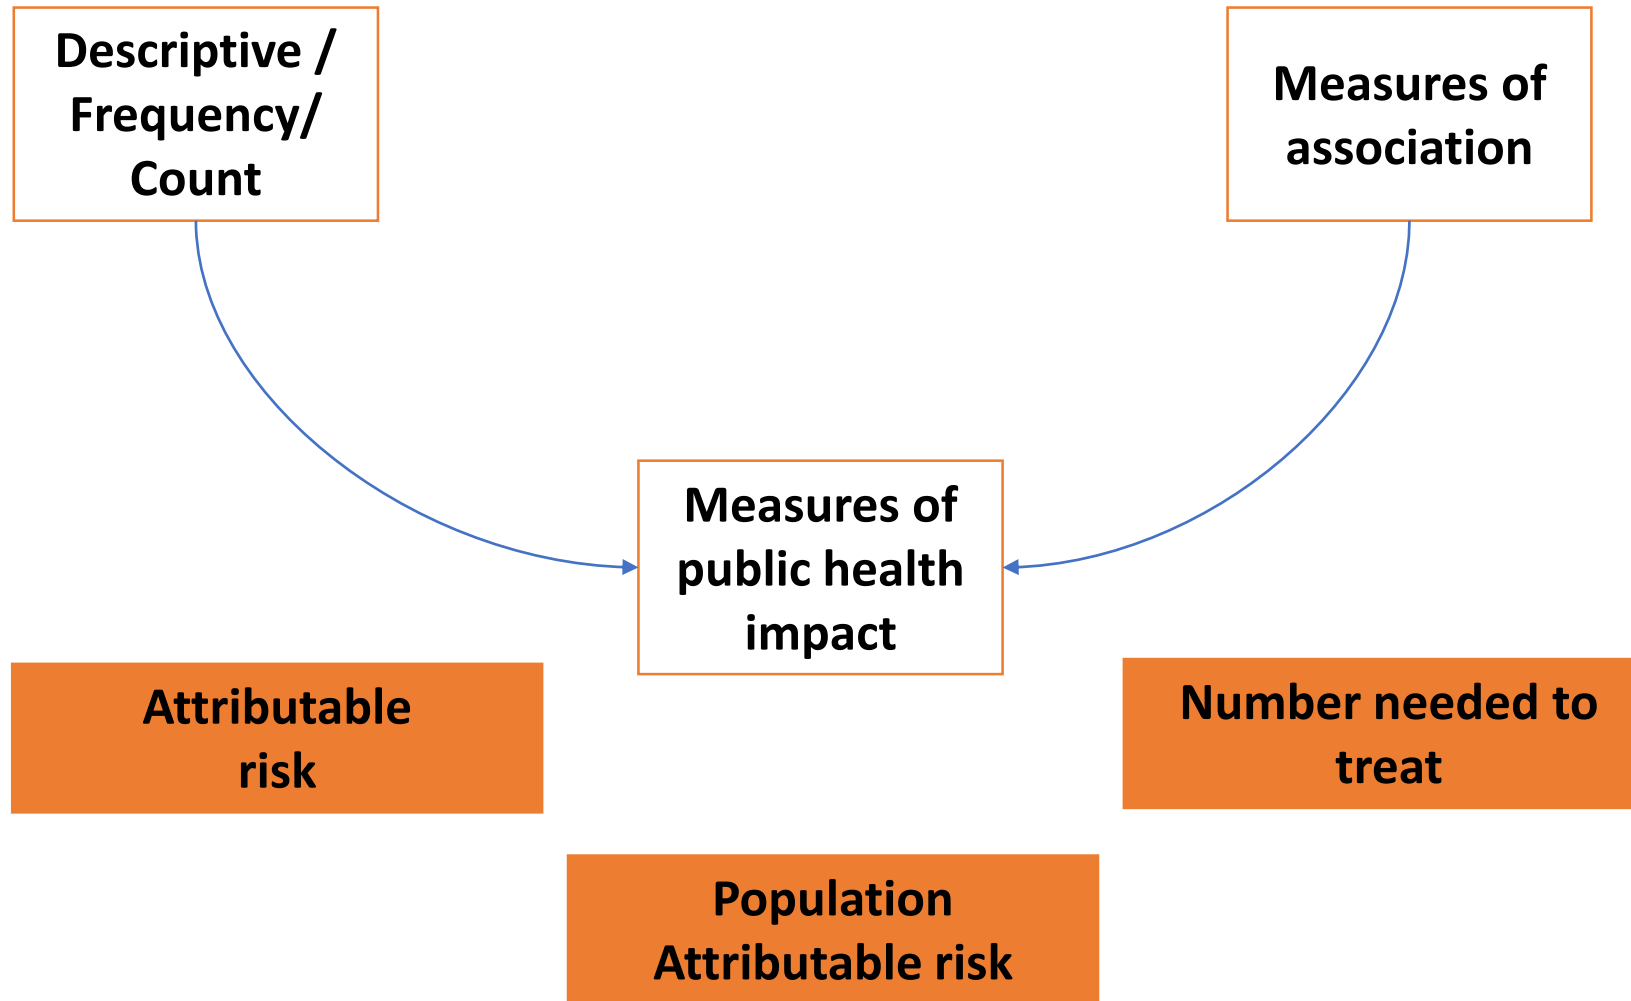 Descriptive /
Frequency/
Count
Measures of
association
Measures of
public health
impact
Attributable
risk
Number needed to
treat
Population
Attributable risk